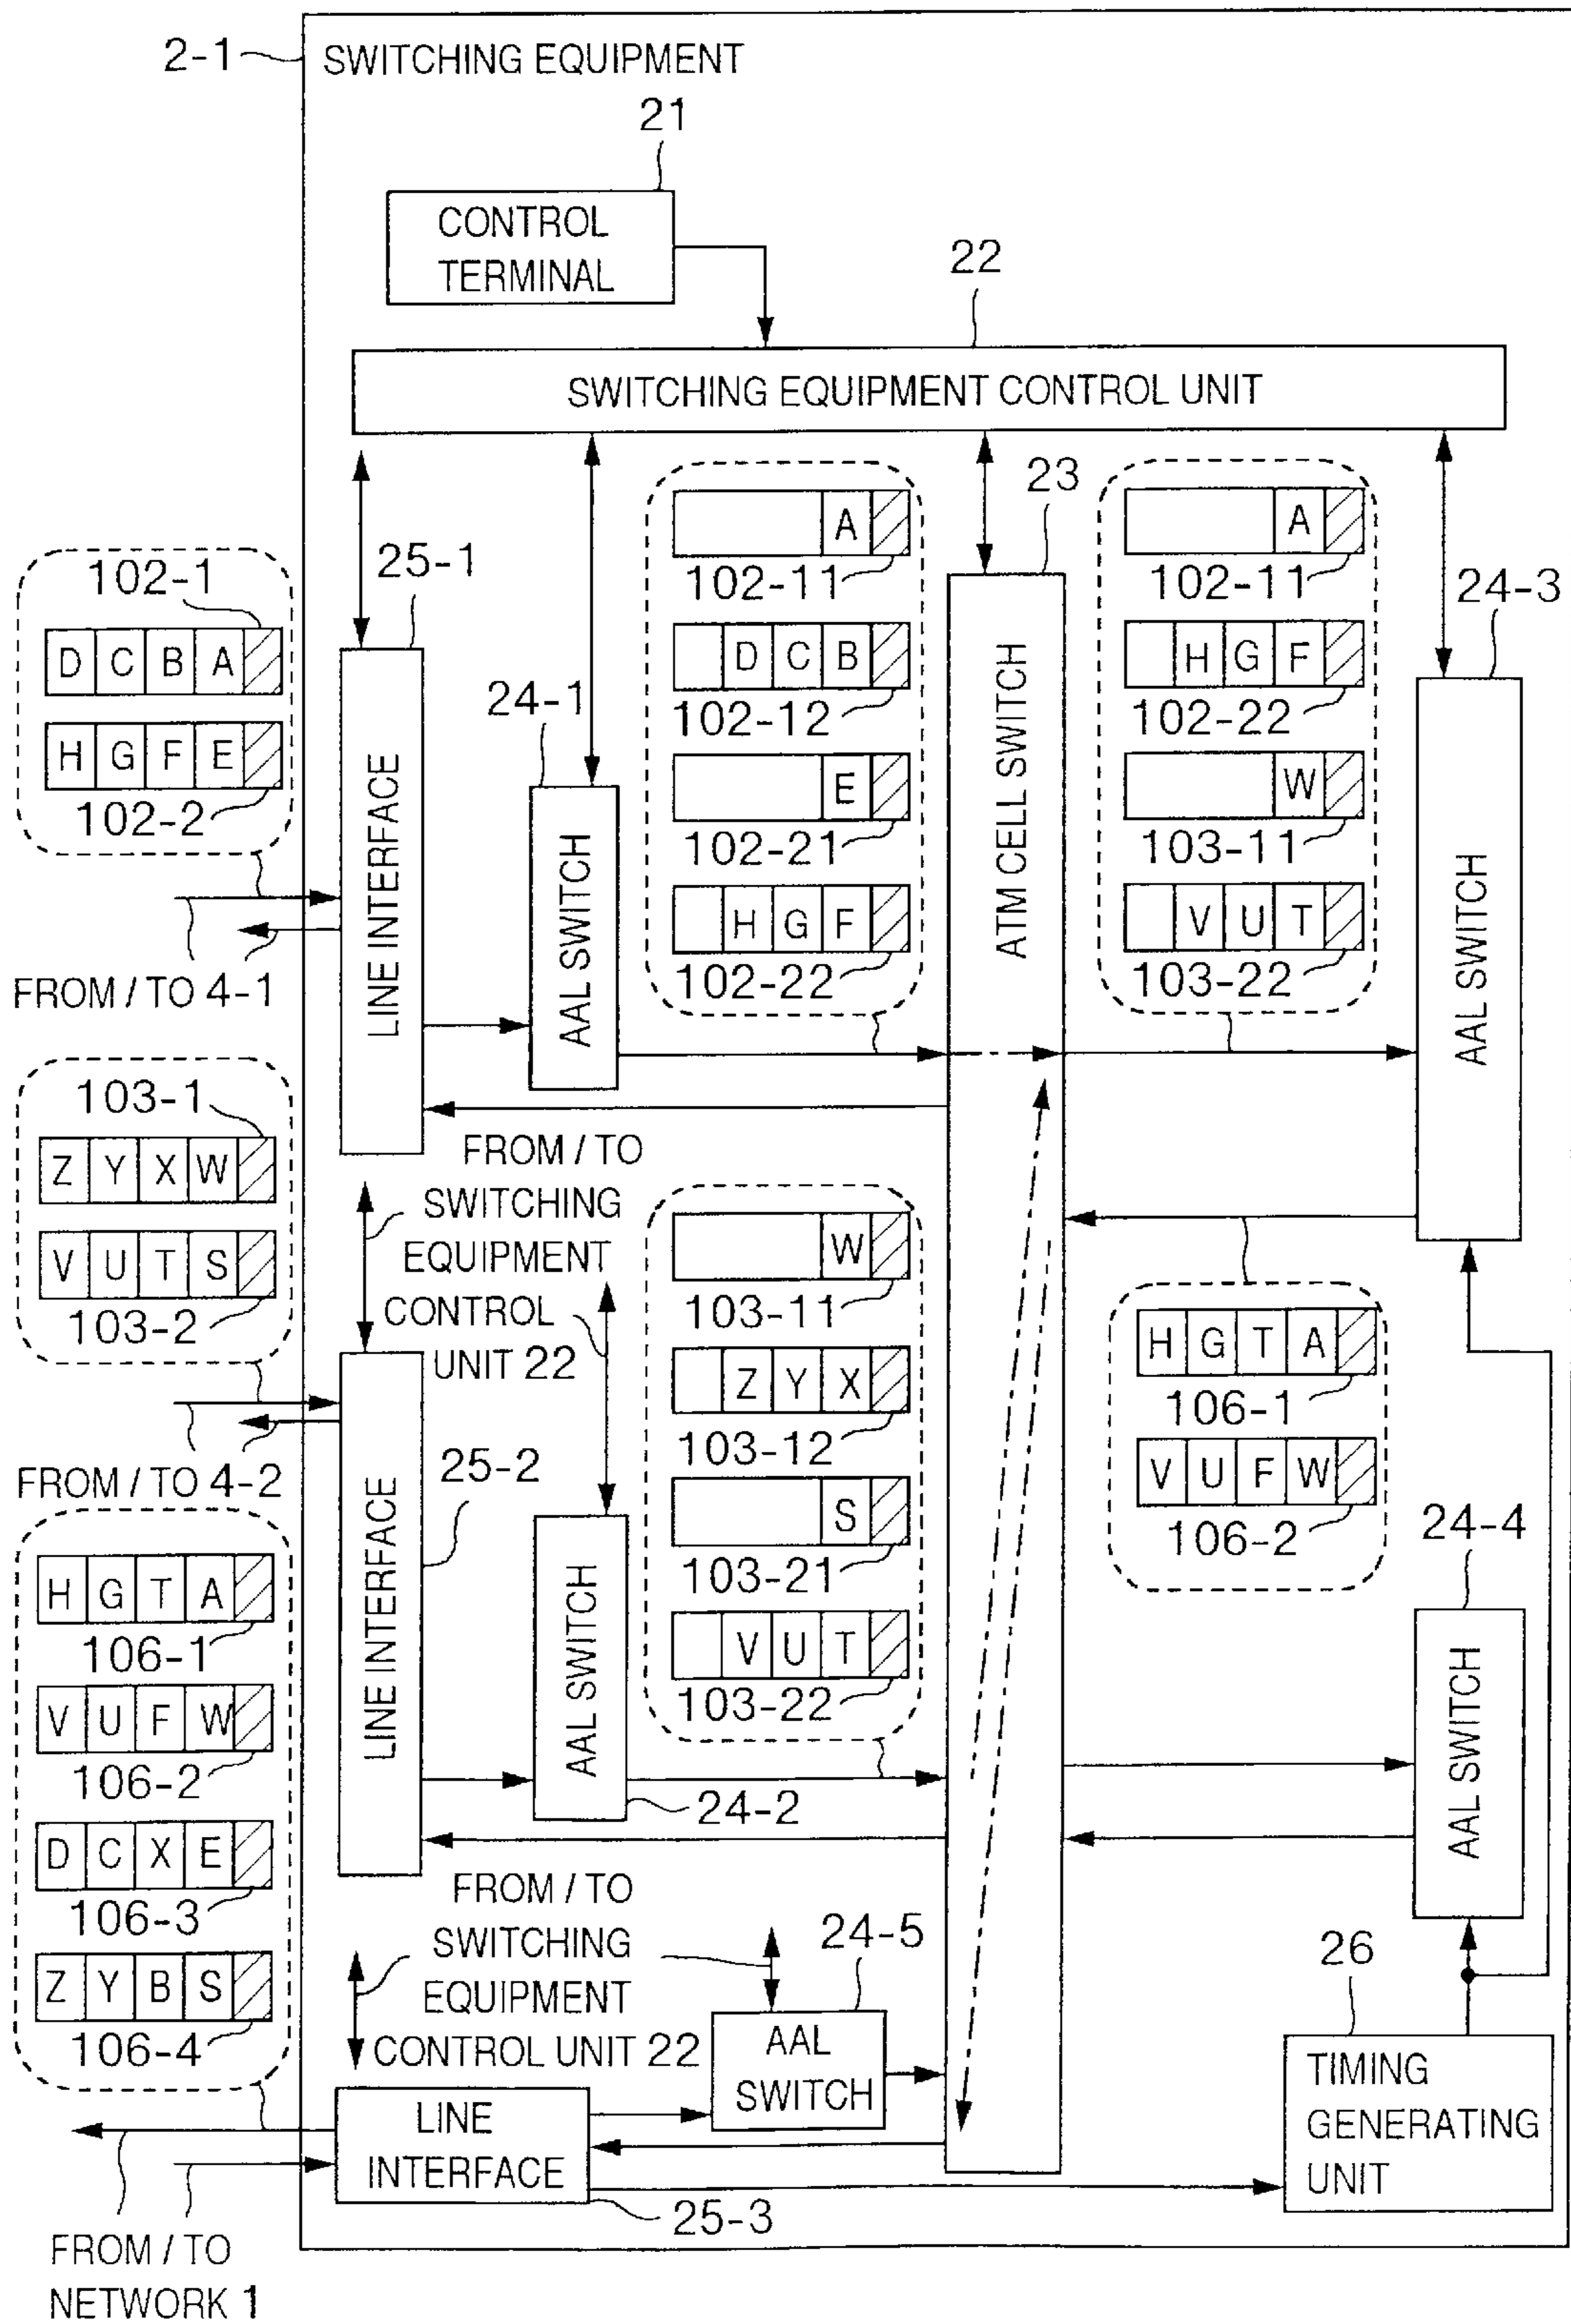 2-1
SWITCHING EQUIPMENT
21
CONTROL
TERMINAL
22
SWITCHING EQUIPMENT CONTROL UNIT
102-1
D C B A
H G F E
102-2
FROM / TO 4-1
25-1
LINE INTERFACE
24-1
AAL SWITCH
A
102-11
D C B
102-12
E
102-21
H G F
102-22
23
ATM CELL SWITCH
A
102-11
H G F
102-22
W
103-11
V U T
103-22
24-3
AAL SWITCH
103-1
Z Y X W
V U T S
103-2
FROM / TO 4-2
FROM / TO
SWITCHING
EQUIPMENT
CONTROL
UNIT 22
25-2
LINE INTERFACE
AAL SWITCH
24-2
W
103-11
Z Y X
103-12
S
103-21
V U T
103-22
H G T A
106-1
V U F W
106-2
24-4
AAL SWITCH
H G T A
106-1
V U F W
106-2
D C X E
106-3
Z Y B S
106-4
FROM / TO
SWITCHING
EQUIPMENT
CONTROL UNIT 22
24-5
AAL
SWITCH
26
TIMING
GENERATING
UNIT
LINE
INTERFACE
25-3
FROM / TO
NETWORK 1